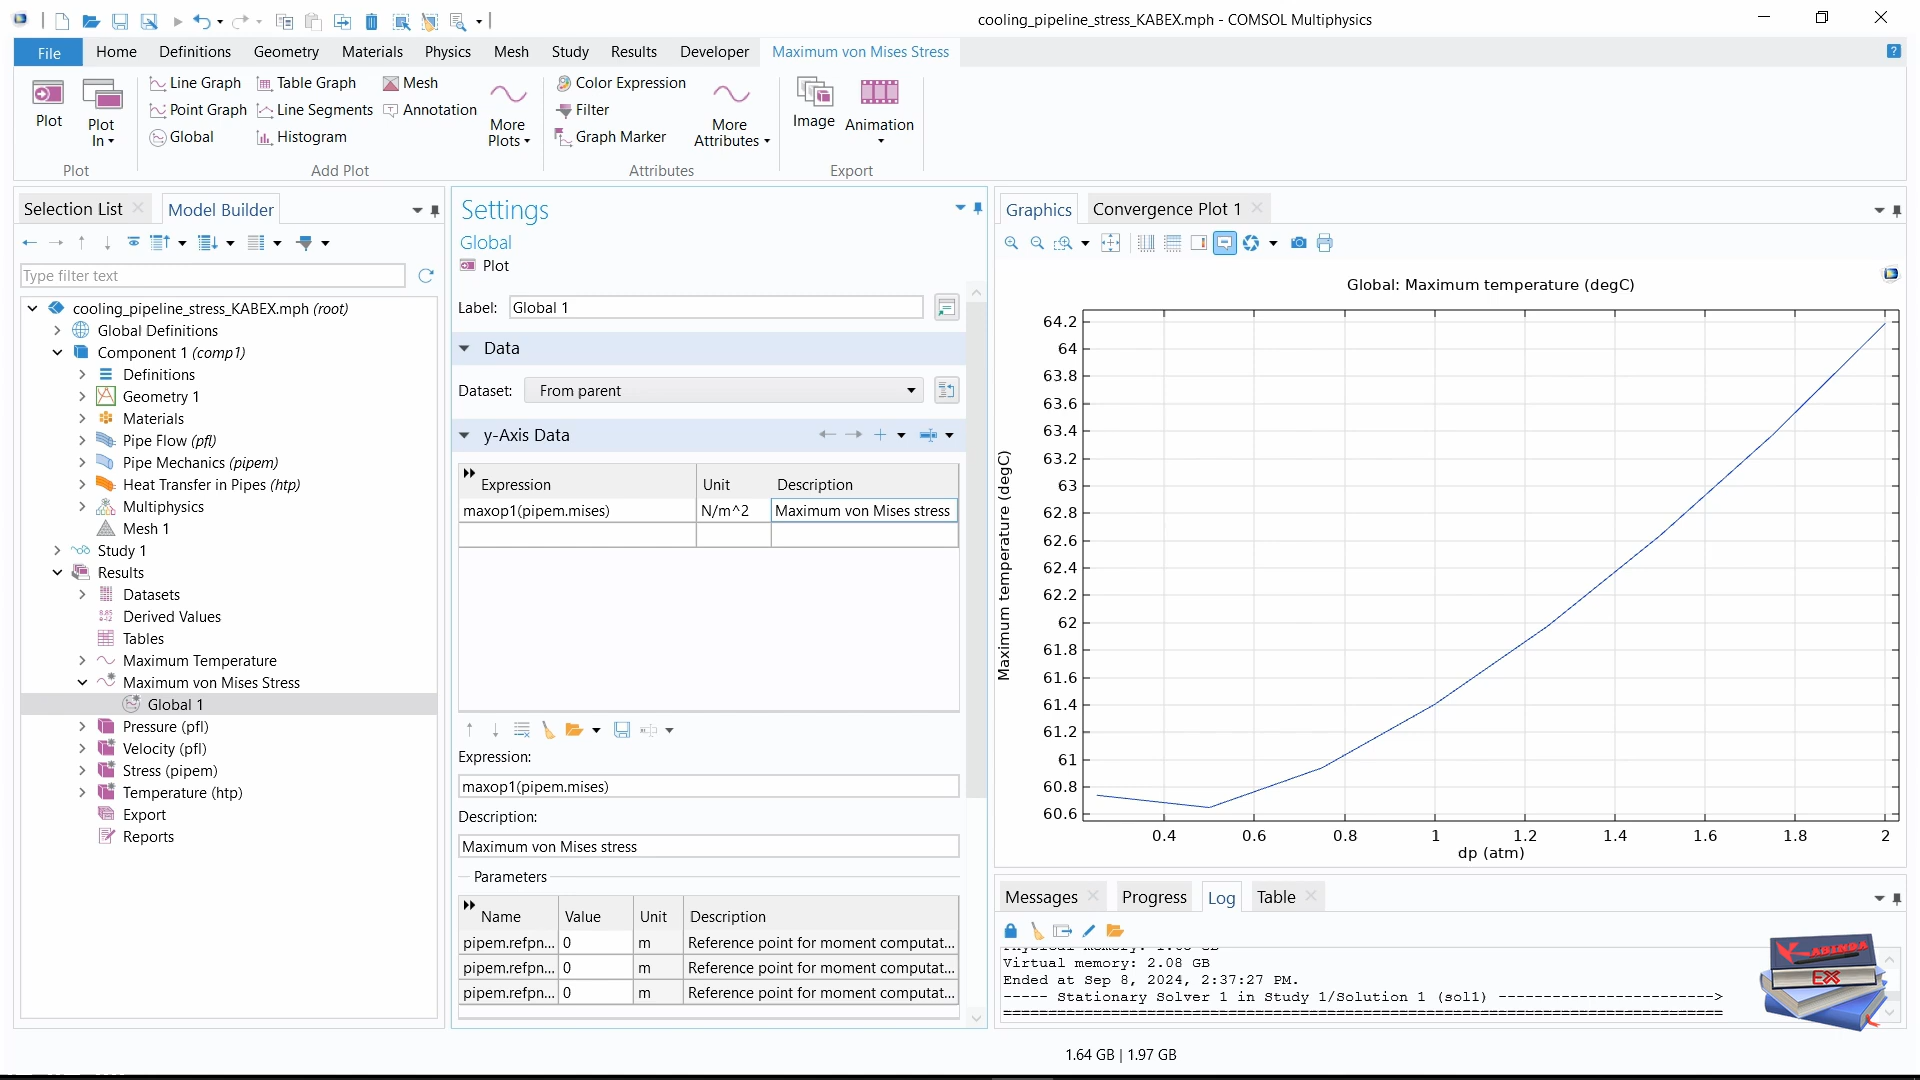 cooling_pipeline_stress_KABEX.mph - COMSOL Multiphysics
File Home Definitions Geometry Materials Physics Mesh Study Results Developer Maximum von Mises Stress
Plot
Plot In
Line Graph
Point Graph
Global
Table Graph
Line Segments
Histogram
Mesh
Annotation
More Plots
Color Expression
Filter
Graph Marker
More Attributes
Image
Animation
Plot
Add Plot
Attributes
Export
Selection List
Model Builder
Type filter text
cooling_pipeline_stress_KABEX.mph (root)
Global Definitions
Component 1 (comp1)
Definitions
Geometry 1
Materials
Pipe Flow (pfl)
Pipe Mechanics (pipem)
Heat Transfer in Pipes (htp)
Multiphysics
Mesh 1
Study 1
Results
Datasets
Derived Values
Tables
Maximum Temperature
Maximum von Mises Stress
Global 1
Pressure (pfl)
Velocity (pfl)
Stress (pipem)
Temperature (htp)
Export
Reports
Settings
Global
Plot
Label: Global 1
Data
Dataset: From parent
y-Axis Data
Expression Unit Description
maxop1(pipem.mises) N/m^2 Maximum von Mises stress
Expression:
maxop1(pipem.mises)
Description:
Maximum von Mises stress
Parameters
Name Value Unit Description
pipem.refpn... 0 m Reference point for moment computat...
pipem.refpn... 0 m Reference point for moment computat...
pipem.refpn... 0 m Reference point for moment computat...
Graphics
Convergence Plot 1
Global: Maximum temperature (degC)
Maximum temperature (degC)
64.2
64
63.8
63.6
63.4
63.2
63
62.8
62.6
62.4
62.2
62
61.8
61.6
61.4
61.2
61
60.8
60.6
0.4 0.6 0.8 1 1.2 1.4 1.6 1.8 2
dp (atm)
Messages Progress Log Table
Virtual memory: 2.08 GB
Ended at Sep 8, 2024, 2:37:27 PM.
----- Stationary Solver 1 in Study 1/Solution 1 (sol1) ------------------------>
KABINDA
EX
1.64 GB | 1.97 GB